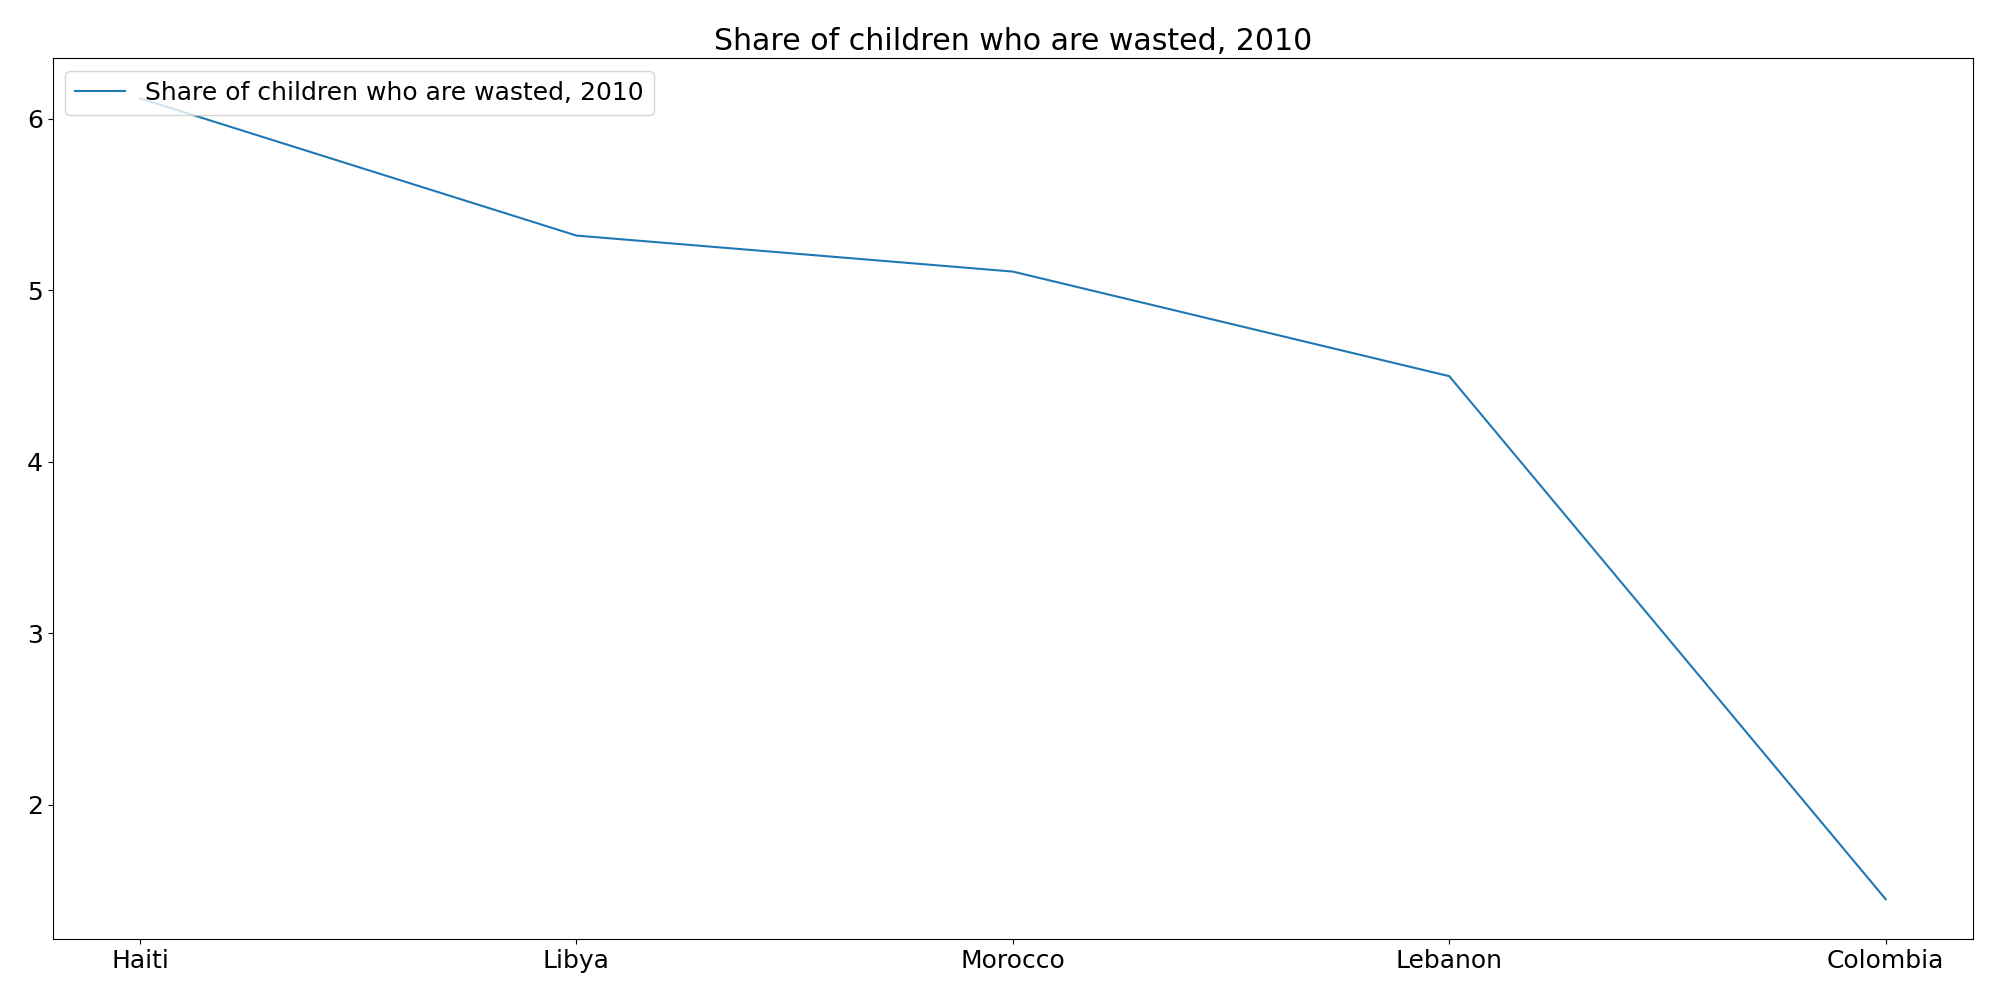 Share of children who are wasted, 2010
Share of children who are wasted, 2010
6
5
4
3
2
Haiti Libya Morocco Lebanon Colombia